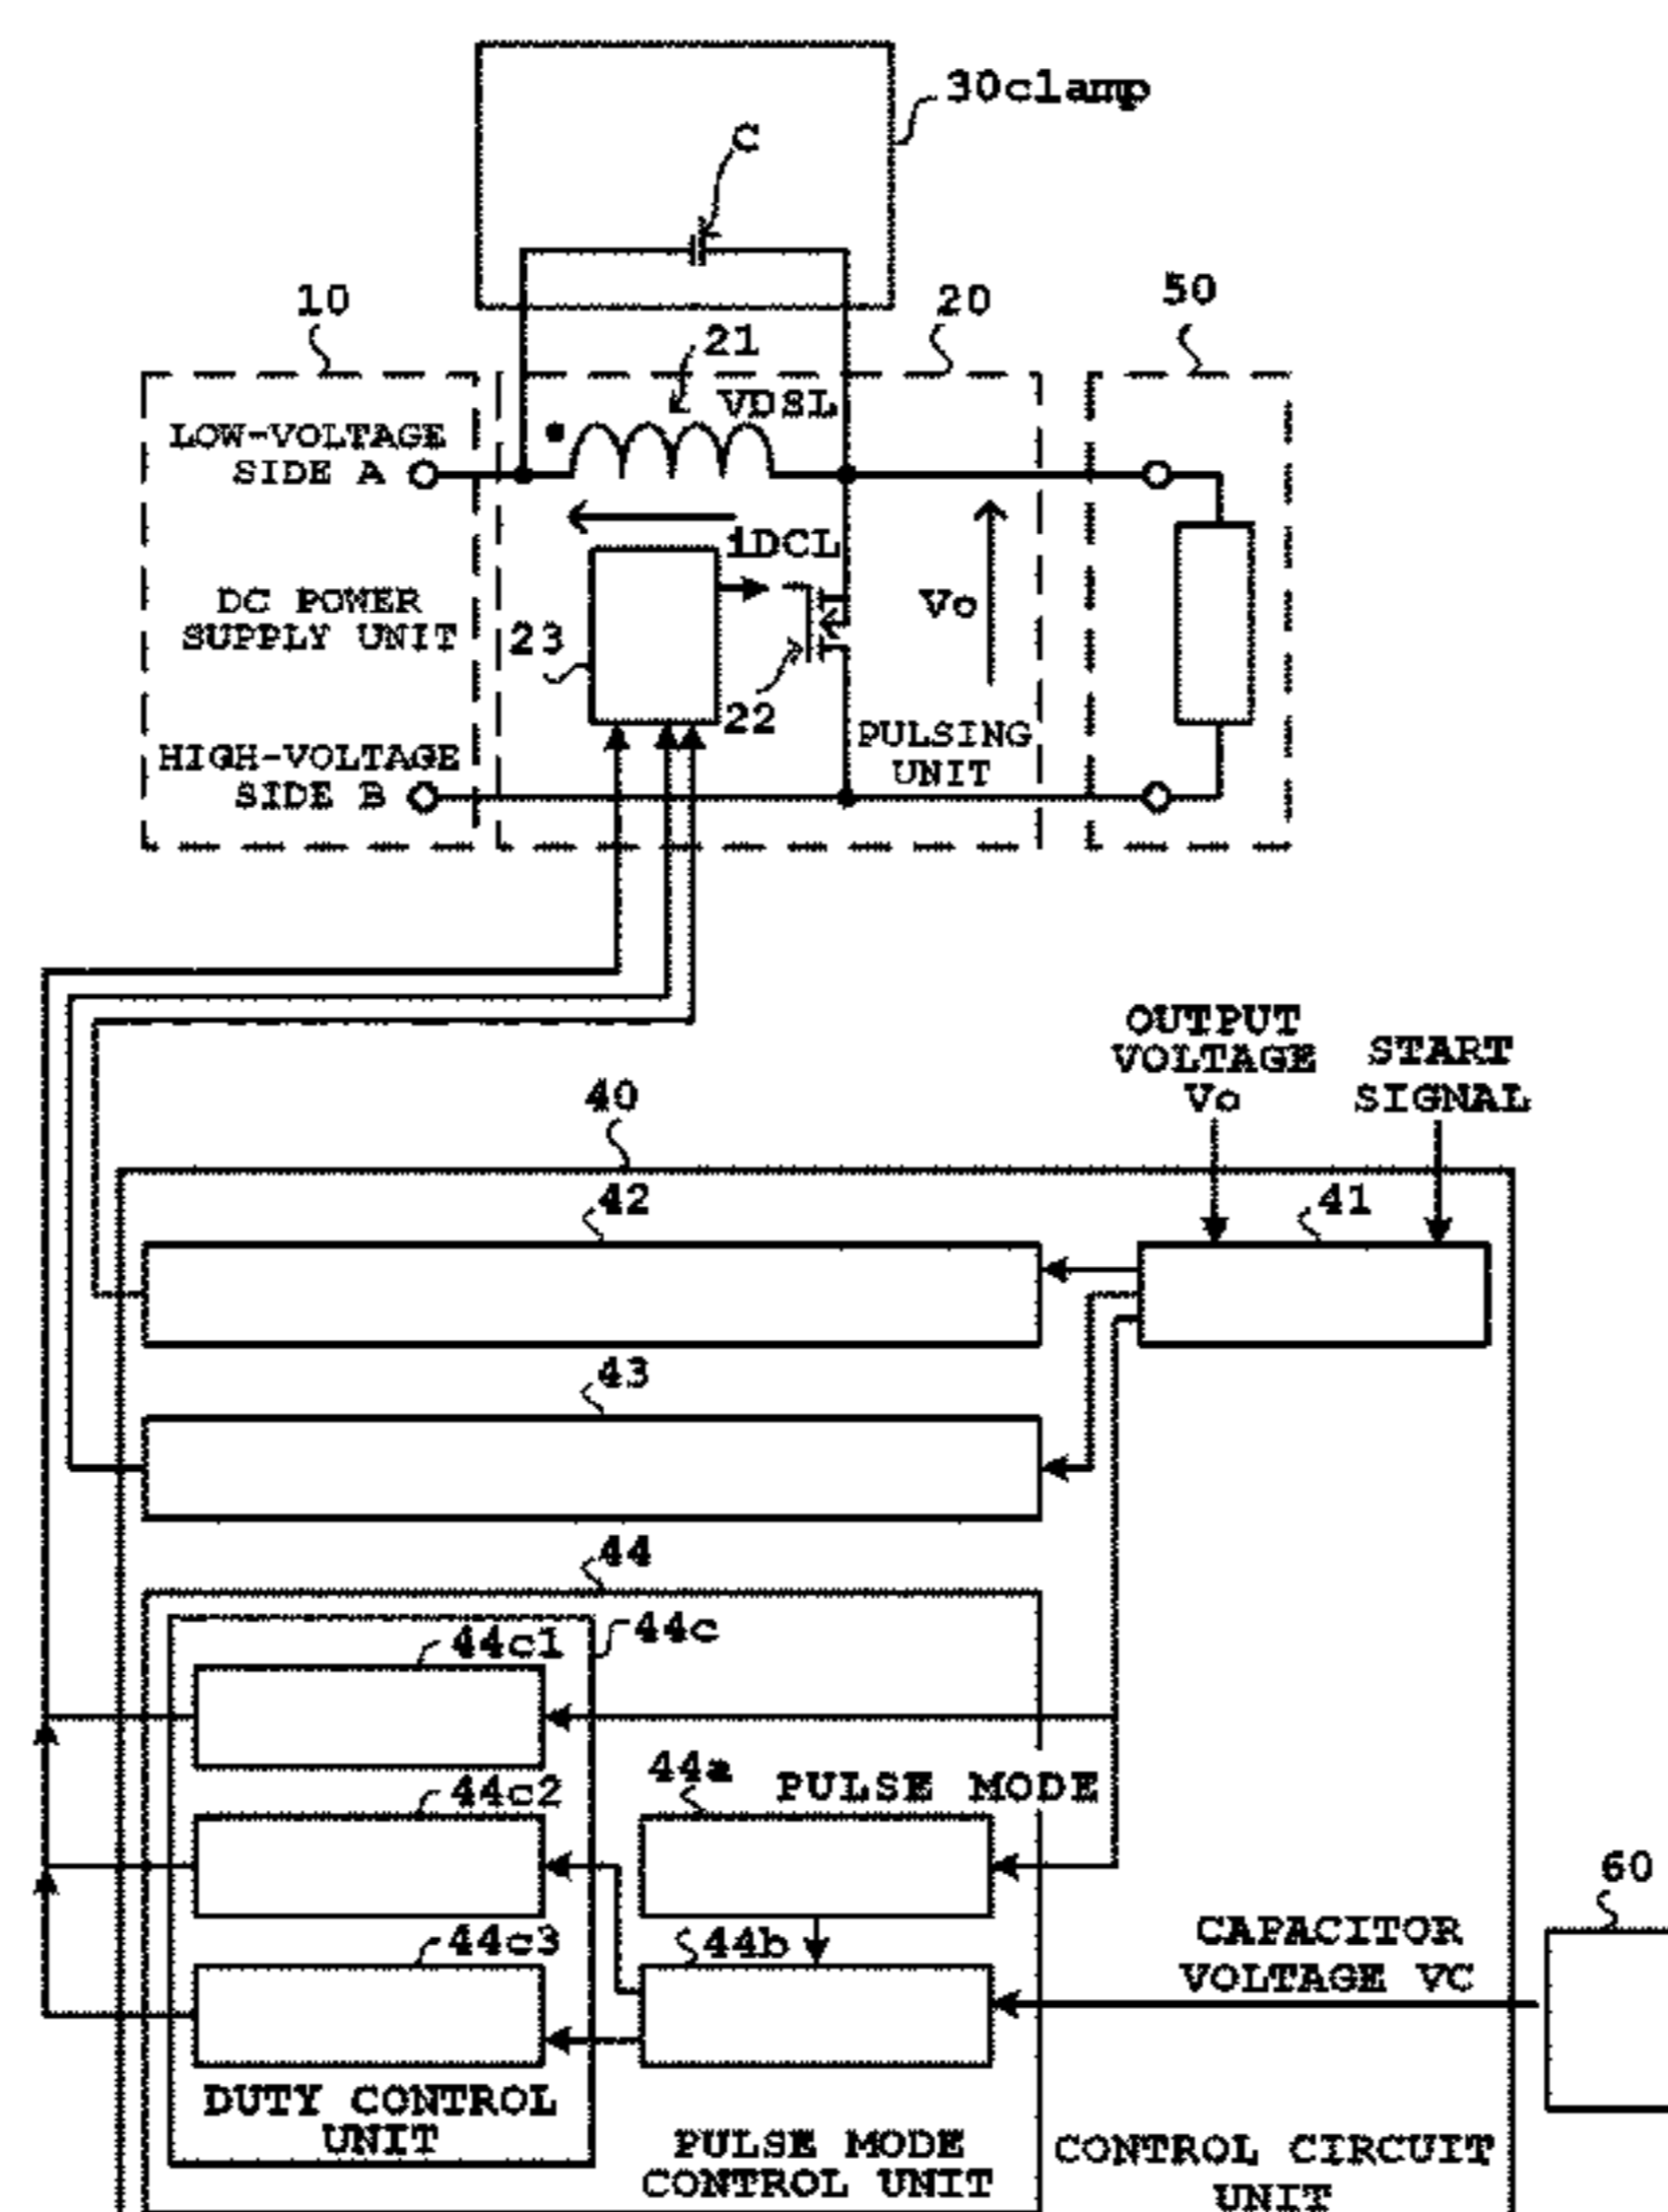 30clamp
C
10
20
50
21
VDSL
LOW-VOLTAGE
SIDE A
iDCL
DC POWER
SUPPLY UNIT
23
Vo
22
PULSING
UNIT
HIGH-VOLTAGE
SIDE B
OUTPUT
VOLTAGE
Vo
START
SIGNAL
40
42
41
43
44
44c
44c1
44a
PULSE MODE
44c2
60
44b
CAPACITOR
VOLTAGE VC
44c3
DUTY CONTROL
UNIT
PULSE MODE
CONTROL UNIT
CONTROL CIRCUIT
UNIT